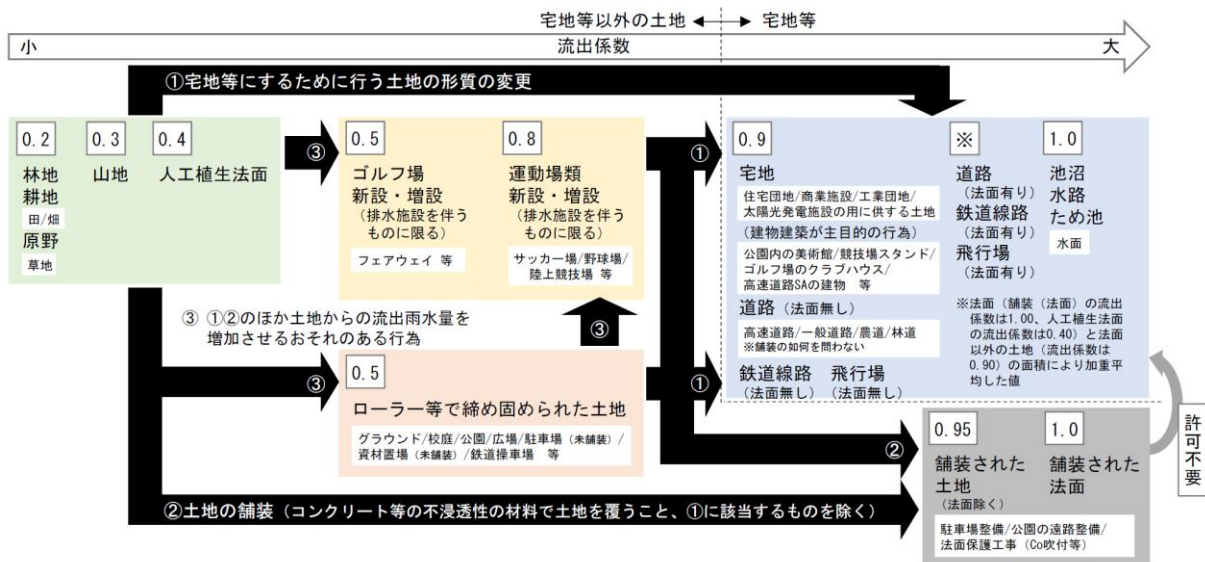 宅地等以外の土地
宅地等
小
流出係数
大
①宅地等にするために行う土地の形質の変更
0.2
0.3
0.4
林地
耕地
田/畑
原野
草地
山地
人工植生法面
③
0.5
0.8
ゴルフ場
新設・増設
(排水施設を伴う
ものに限る)
フェアウェイ 等
運動場類
新設・増設
(排水施設を伴う
ものに限る)
サッカー場/野球場/
陸上競技場 等
①
0.9
宅地
住宅団地/商業施設/工業団地/
太陽光発電施設の用に供する土地
(建物建築が主目的の行為)
公園内の美術館/競技場スタンド/
ゴルフ場のクラブハウス/
高速道路SAの建物 等
道路 (法面無し)
高速道路/一般道路/農道/林道
※舗装の如何を問わない
鉄道線路
(法面無し)
飛行場
(法面無し)
※
道路
(法面有り)
鉄道線路
(法面有り)
飛行場
(法面有り)
1.0
池沼
水路
ため池
水面
※法面(舗装(法面)の流出
係数は1.00、人工植生法面
の流出係数は0.40)と法面
以外の土地(流出係数は
0.90)の面積により加重平
均した値
③ ①②のほか土地からの流出雨水量を
増加させるおそれのある行為
③
③
0.5
ローラー等で締め固められた土地
グラウンド/校庭/公園/広場/駐車場(未舗装)/
資材置場(未舗装)/鉄道操車場 等
①
②
②土地の舗装(コンクリート等の不浸透性の材料で土地を覆うこと、①に該当するものを除く)
0.95
1.0
舗装された
土地
(法面除く)
舗装された
法面
駐車場整備/公園の遠路整備/
法面保護工事(Co吹付等)
許可不要